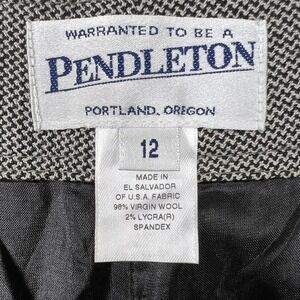 WARRANTED TO BE A
PENDLETON
PORTLAND, OREGON
12
MADE IN
EL SALVADOR
OF U.S.A. FABRIC
98% VIRGIN WOOL
2% LYCRA(R)
SPANDEX